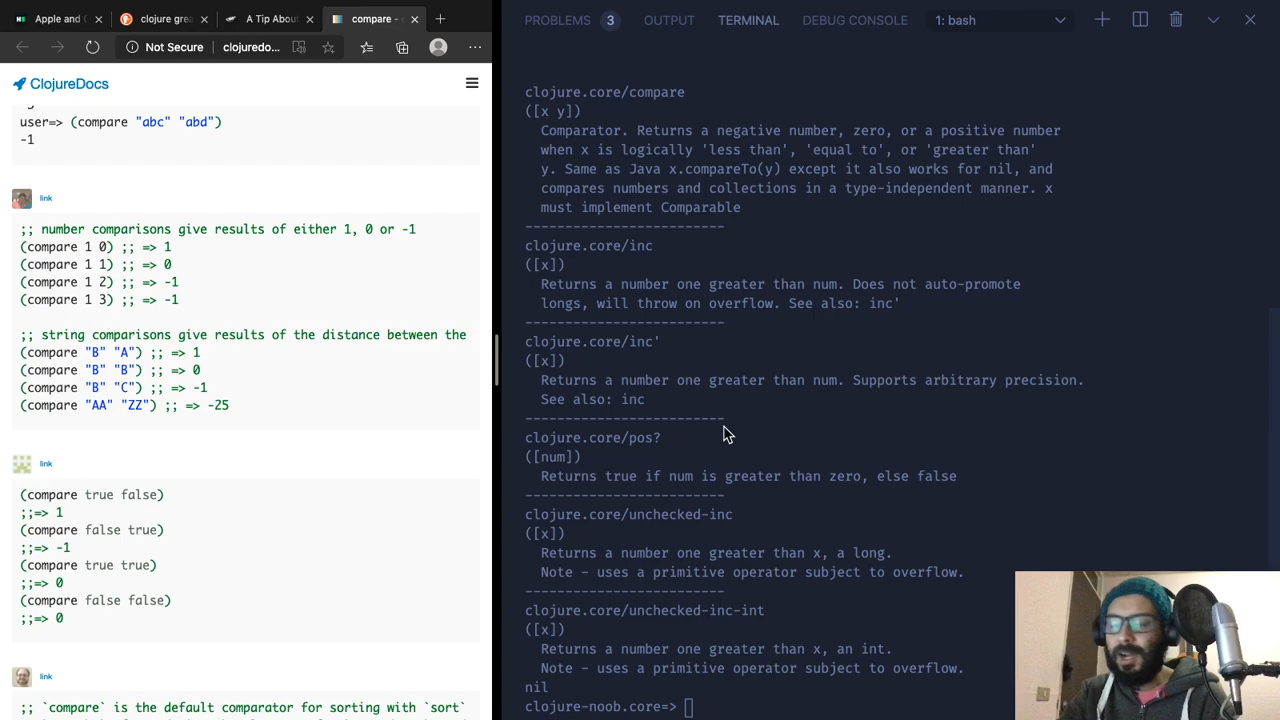 Apple and C
clojure grea
A Tip About
compare -
Not Secure
clojuredo...
ClojureDocs
user=> (compare "abc" "abd")
-1
link
;; number comparisons give results of either 1, 0 or -1
(compare 1 0) ;; => 1
(compare 1 1) ;; => 0
(compare 1 2) ;; => -1
(compare 1 3) ;; => -1
;; string comparisons give results of the distance between the
(compare "B" "A") ;; => 1
(compare "B" "B") ;; => 0
(compare "B" "C") ;; => -1
(compare "AA" "ZZ") ;; => -25
link
(compare true false)
;;=> 1
(compare false true)
;;=> -1
(compare true true)
;;=> 0
(compare false false)
;;=> 0
link
;; `compare` is the default comparator for sorting with `sort`
PROBLEMS 3 OUTPUT TERMINAL DEBUG CONSOLE 1: bash
clojure.core/compare
([x y])
Comparator. Returns a negative number, zero, or a positive number
when x is logically 'less than', 'equal to', or 'greater than'
y. Same as Java x.compareTo(y) except it also works for nil, and
compares numbers and collections in a type-independent manner. x
must implement Comparable
-------------------------
clojure.core/inc
([x])
Returns a number one greater than num. Does not auto-promote
longs, will throw on overflow. See also: inc'
-------------------------
clojure.core/inc'
([x])
Returns a number one greater than num. Supports arbitrary precision.
See also: inc
-------------------------
clojure.core/pos?
([num])
Returns true if num is greater than zero, else false
-------------------------
clojure.core/unchecked-inc
([x])
Returns a number one greater than x, a long.
Note - uses a primitive operator subject to overflow.
-------------------------
clojure.core/unchecked-inc-int
([x])
Returns a number one greater than x, an int.
Note - uses a primitive operator subject to overflow.
nil
clojure-noob.core=>